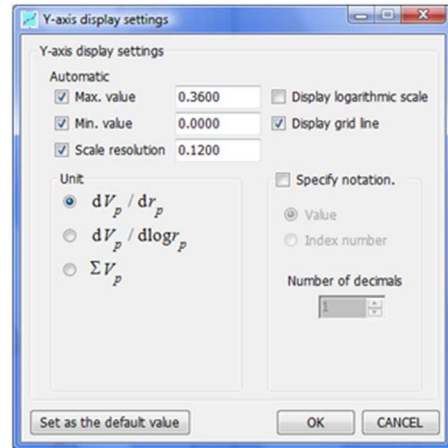 Y-axis display settings
Y-axis display settings
Automatic
Max. value 0.3600 Display logarithmic scale
Min. value 0.0000 Display grid line
Scale resolution 0.1200
Unit Specify notation.
dV_p / dr_p Value
dV_p / dlogr_p Index number
ΣV_p
Number of decimals
1
Set as the default value OK CANCEL